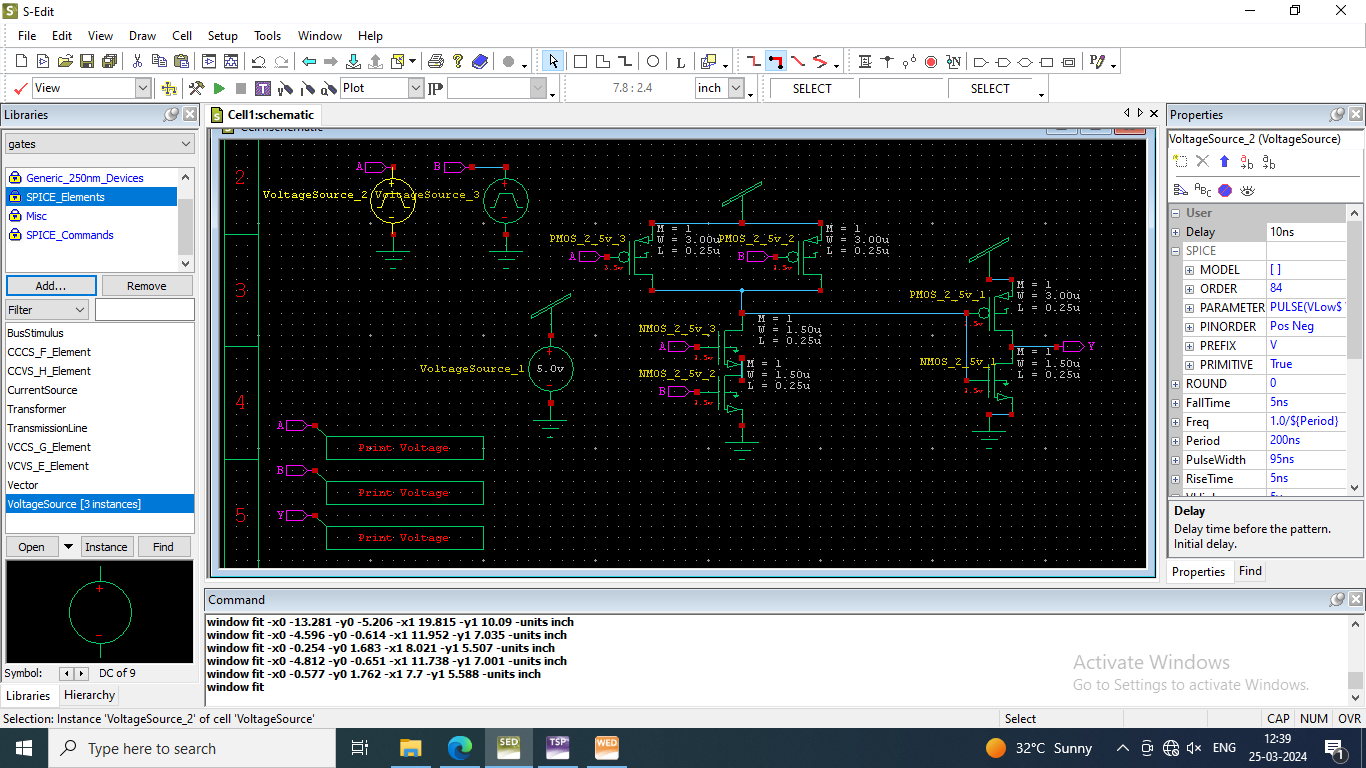 S-Edit
File Edit View Draw Cell Setup Tools Window Help
View
Plot
7.8 : 2.4
inch
SELECT
SELECT
Libraries
gates
Generic_250nm_Devices
SPICE_Elements
Misc
SPICE_Commands
Add...
Remove
Filter
BusStimulus
CCCS_F_Element
CCVS_H_Element
CurrentSource
Transformer
TransmissionLine
VCCS_G_Element
VCVS_E_Element
Vector
VoltageSource [3 instances]
Open
Instance
Find
Symbol:
DC of 9
Libraries
Hierarchy
Cell1:schematic
2
3
4
5
A
B
VoltageSource_2
VoltageSource_3
PMOS_2_5v_3
M = 1
W = 3.00u
L = 0.25u
A
PMOS_2_5v_2
M = 1
W = 3.00u
L = 0.25u
B
PMOS_2_5v_1
M = 1
W = 3.00u
L = 0.25u
VoltageSource_1
5.0v
NMOS_2_5v_3
M = 1
W = 1.50u
L = 0.25u
A
NMOS_2_5v_2
M = 1
W = 1.50u
L = 0.25u
B
NMOS_2_5v_1
M = 1
W = 1.50u
L = 0.25u
Y
A
Print Voltage
B
Print Voltage
Y
Print Voltage
Properties
VoltageSource_2 (VoltageSource)
User
Delay 10ns
SPICE
MODEL [ ]
ORDER 84
PARAMETER PULSE(VLow$
PINORDER Pos Neg
PREFIX V
PRIMITIVE True
ROUND 0
FallTime 5ns
Freq 1.0/${Period}
Period 200ns
PulseWidth 95ns
RiseTime 5ns
Delay
Delay time before the pattern.
Initial delay.
Properties
Find
Command
window fit -x0 -13.281 -y0 -5.206 -x1 19.815 -y1 10.09 -units inch
window fit -x0 -4.596 -y0 -0.614 -x1 11.952 -y1 7.035 -units inch
window fit -x0 -0.254 -y0 1.683 -x1 8.021 -y1 5.507 -units inch
window fit -x0 -4.812 -y0 -0.651 -x1 11.738 -y1 7.001 -units inch
window fit -x0 -0.577 -y0 1.762 -x1 7.7 -y1 5.588 -units inch
window fit
Activate Windows
Go to Settings to activate Windows.
Selection: Instance 'VoltageSource_2' of cell 'VoltageSource'
Select
CAP NUM OVR
Type here to search
SED
TSP
WED
32°C Sunny
ENG
12:39
25-03-2024
1